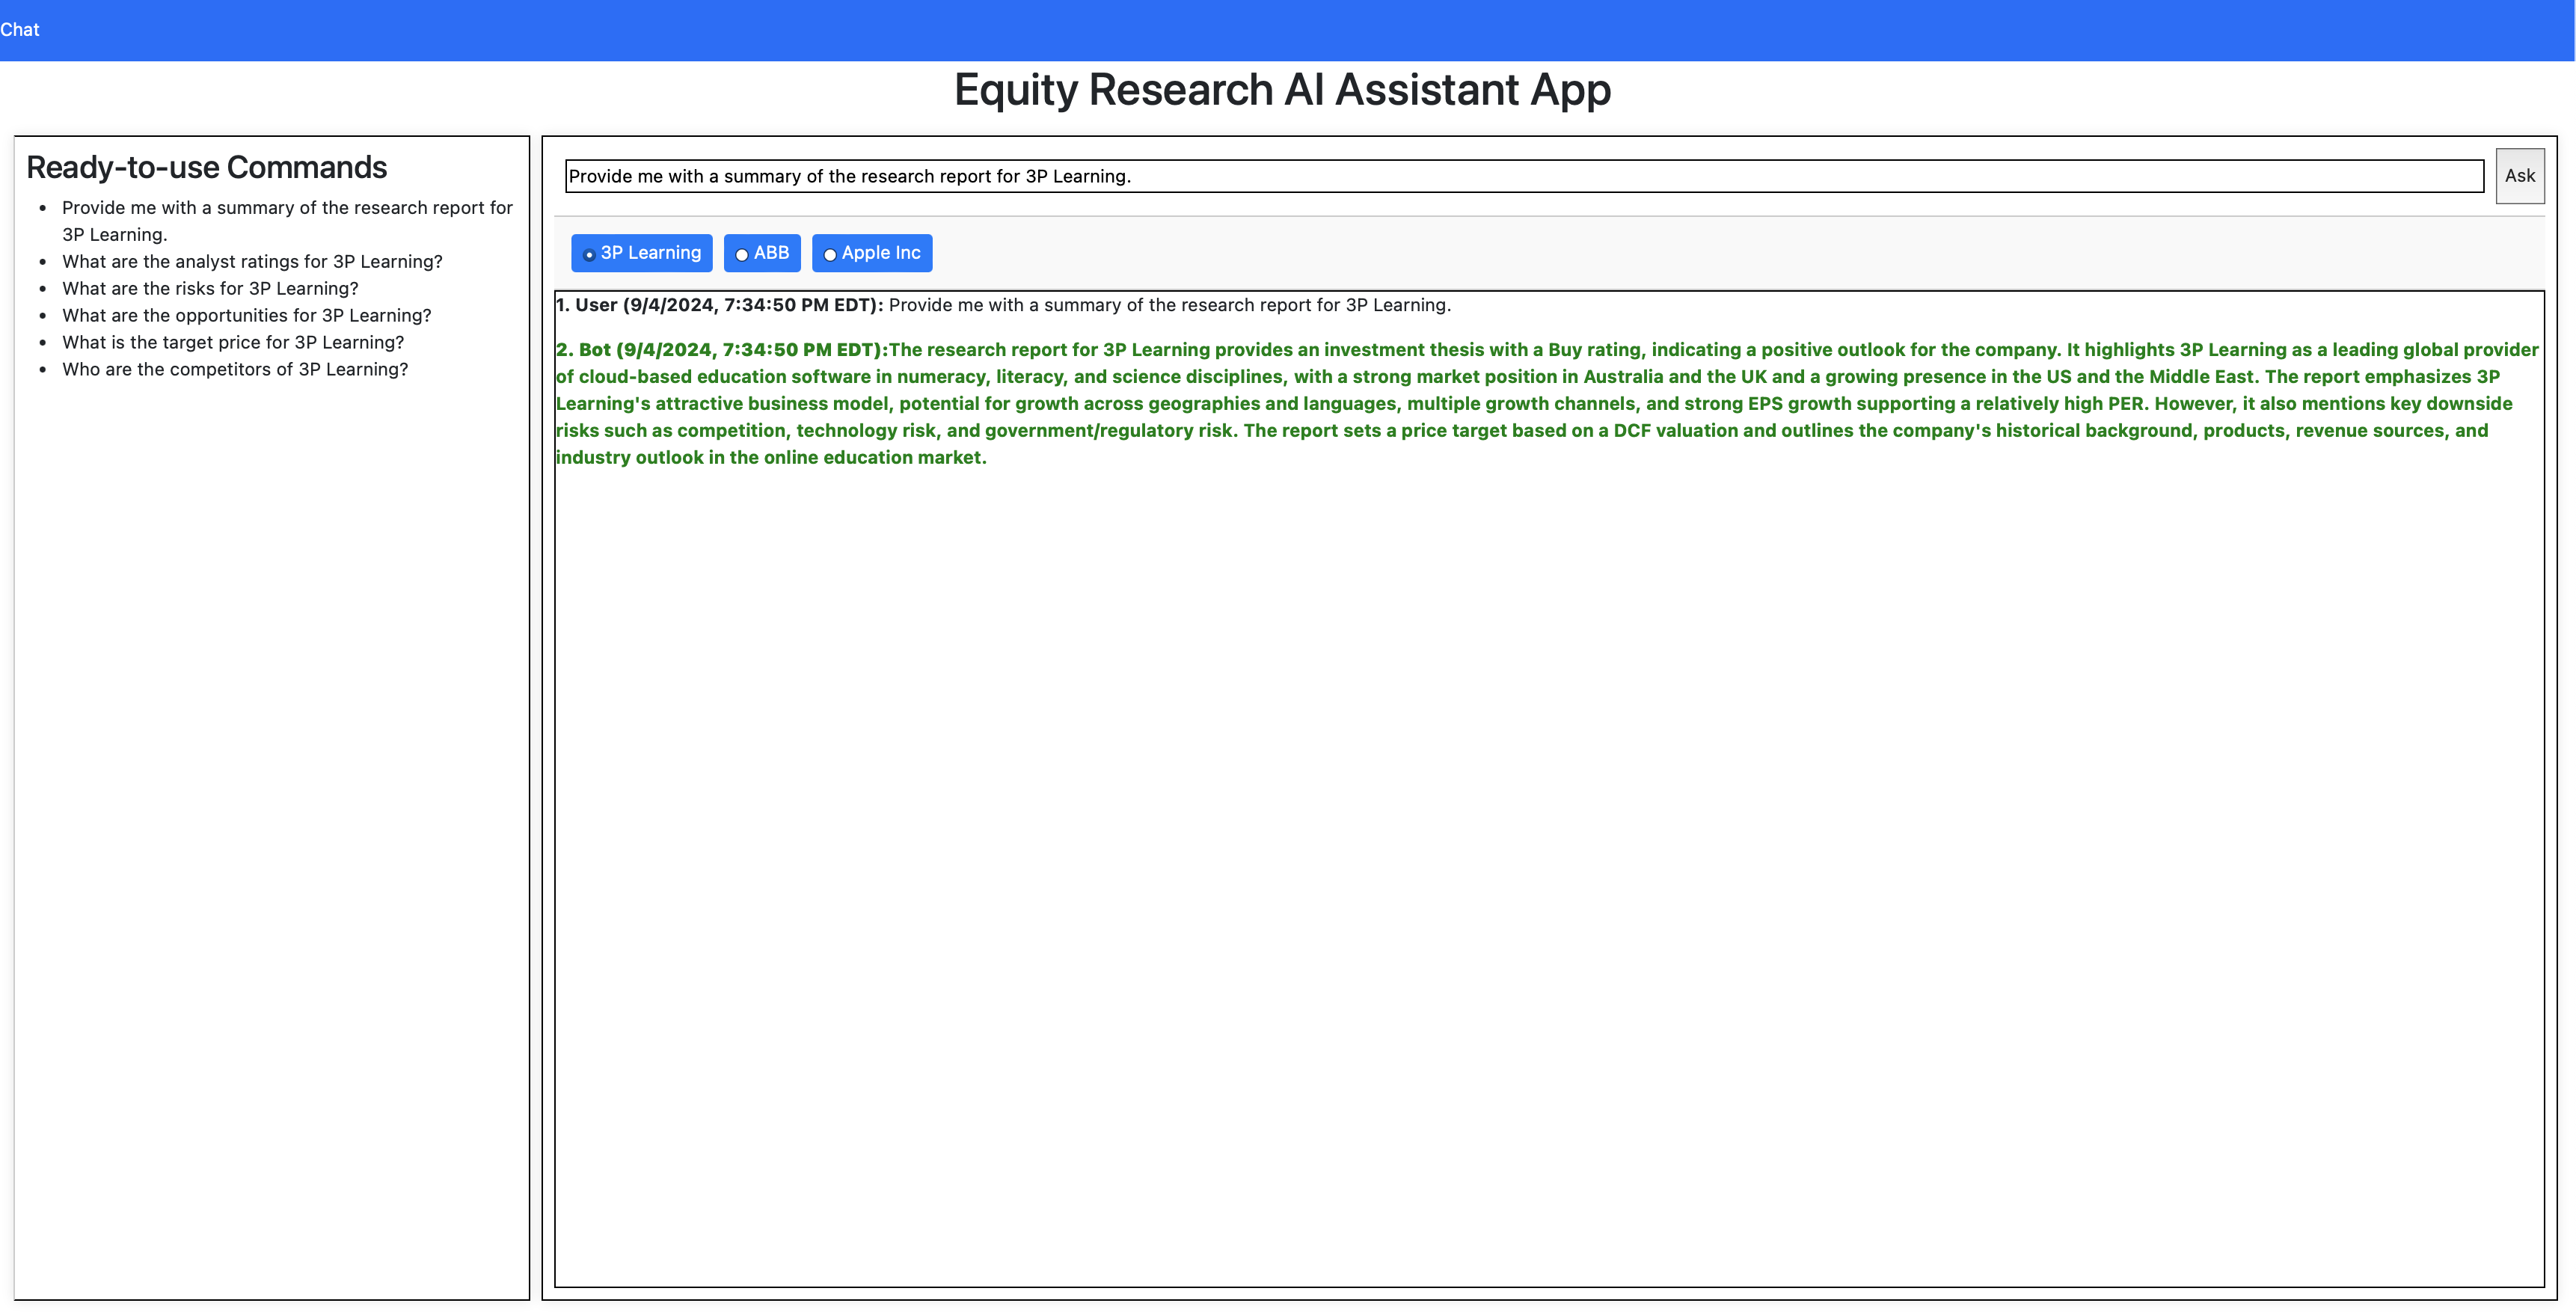 Chat
Equity Research AI Assistant App
Ready-to-use Commands
• Provide me with a summary of the research report for
3P Learning.
• What are the analyst ratings for 3P Learning?
• What are the risks for 3P Learning?
• What are the opportunities for 3P Learning?
• What is the target price for 3P Learning?
• Who are the competitors of 3P Learning?
Provide me with a summary of the research report for 3P Learning.
Ask
3P Learning
ABB
Apple Inc
1. User (9/4/2024, 7:34:50 PM EDT): Provide me with a summary of the research report for 3P Learning.
2. Bot (9/4/2024, 7:34:50 PM EDT):The research report for 3P Learning provides an investment thesis with a Buy rating, indicating a positive outlook for the company. It highlights 3P Learning as a leading global provider
of cloud-based education software in numeracy, literacy, and science disciplines, with a strong market position in Australia and the UK and a growing presence in the US and the Middle East. The report emphasizes 3P
Learning's attractive business model, potential for growth across geographies and languages, multiple growth channels, and strong EPS growth supporting a relatively high PER. However, it also mentions key downside
risks such as competition, technology risk, and government/regulatory risk. The report sets a price target based on a DCF valuation and outlines the company's historical background, products, revenue sources, and
industry outlook in the online education market.